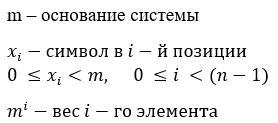 m – основание системы
xᵢ − символ в i − й позиции
0 ≤ xᵢ < m, 0 ≤ i < (n − 1)
mⁱ − вес i − го элемента